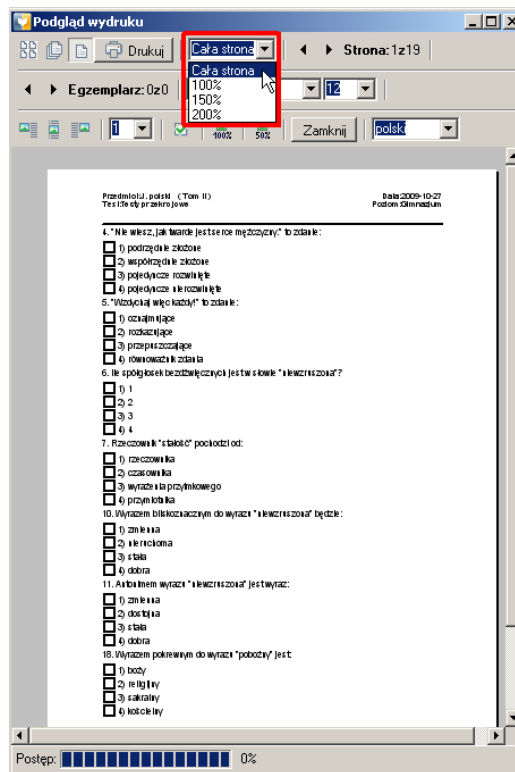 Podgląd wydruku
Drukuj
Cała strona
Strona: 1z19
Cała strona
100%
150%
200%
Egzemplarz: 0z0
12
1
100%
50%
Zamknij
polski
Przedmiot:J. polski ( Tom II)
Data:2009-10-27
Test:Testy przekrojowe
Poziom:Gimnazjum
4. "Nie wiesz, jak twarde jest serce mężczyzny." to zdanie:
1) podrzędnie złożone
2) współrzędnie złożone
3) pojedyncze rozwinięte
4) pojedyncze nierozwinięte
5. "Wzdychaj więc każdy!" to zdanie:
1) oznajmujące
2) rozkazujące
3) przepuszczające
4) równoważnik zdania
6. Ile spółgłosek bezdźwięcznych jest w słowie "niewzruszona"?
1) 1
2) 2
3) 3
4) 4
7. Rzeczownik "stałość" pochodzi od:
1) rzeczownika
2) czasownika
3) wyrażenia przyimkowego
4) przymiotnika
10. Wyrazem bliskoznacznym do wyrazu "niewzruszona" będzie:
1) zmienna
2) nieruchoma
3) stała
4) dobra
11. Antonimem wyrazu "niewzruszona" jest wyraz:
1) zmienna
2) dostojna
3) stała
4) dobra
18. Wyrazem pokrewnym do wyrazu "pobożny" jest:
1) boży
2) religijny
3) sakralny
4) kościelny
Postęp:
0%